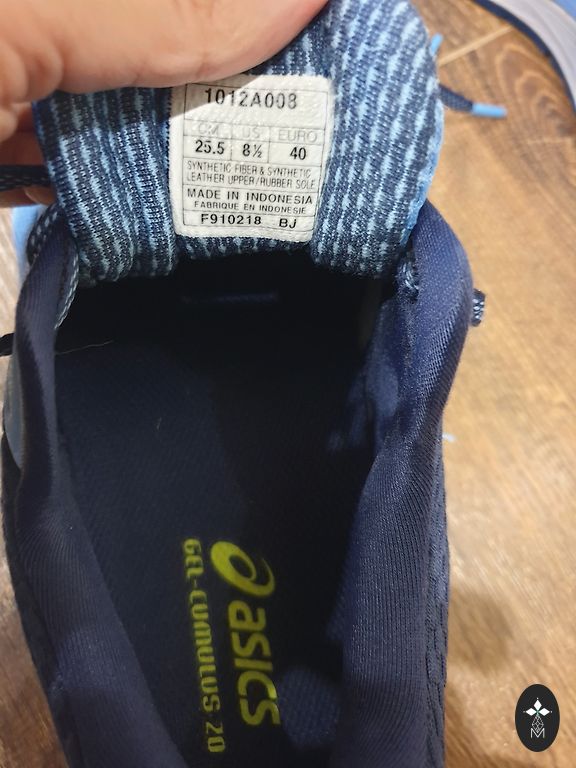 1012A008
CM US EURO
25.5 8½ 40
SYNTHETIC FIBER & SYNTHETIC
LEATHER UPPER/RUBBER SOLE
MADE IN INDONESIA
FABRIQUE EN INDONESIE
F910218 BJ
asics
GEL-CUMULUS 20
M